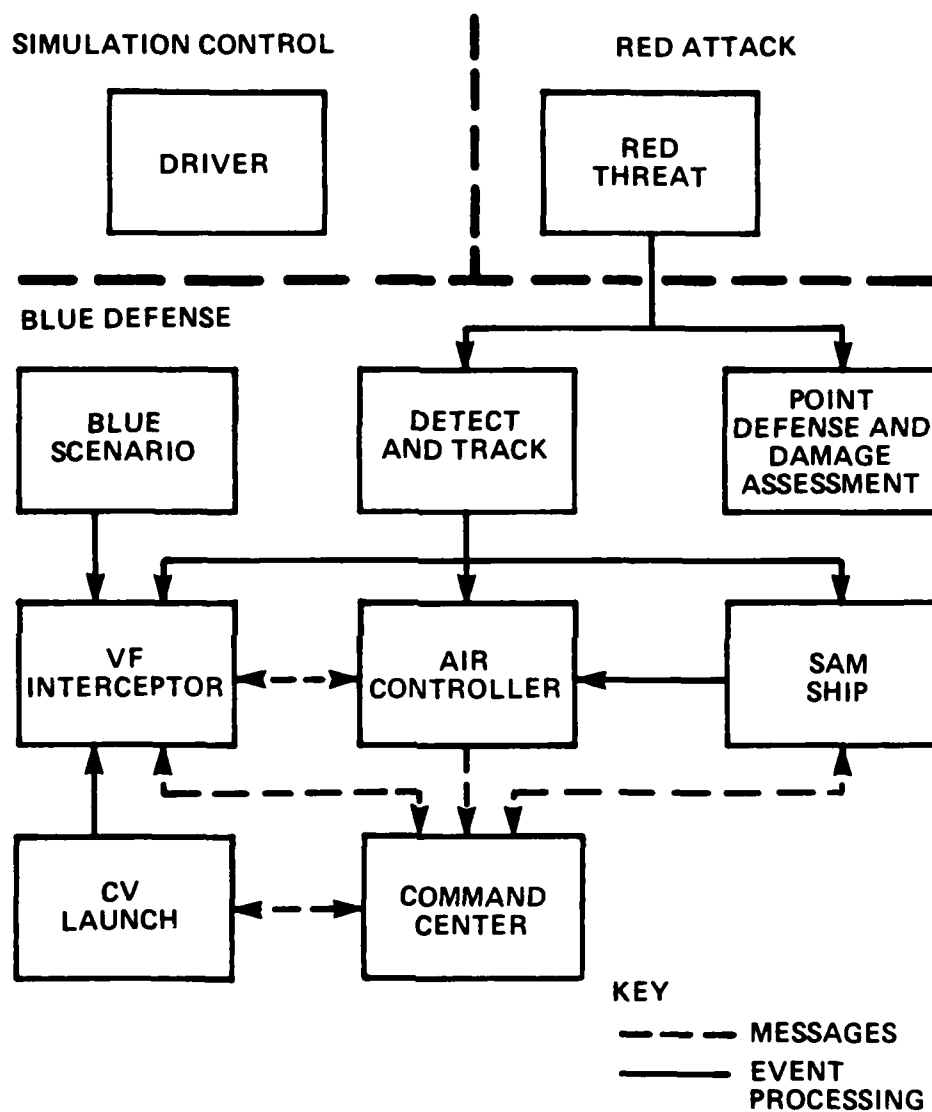 SIMULATION CONTROL
RED ATTACK
DRIVER
RED
THREAT
BLUE DEFENSE
BLUE
SCENARIO
DETECT
AND TRACK
POINT
DEFENSE AND
DAMAGE
ASSESSMENT
VF
INTERCEPTOR
AIR
CONTROLLER
SAM
SHIP
CV
LAUNCH
COMMAND
CENTER
KEY
MESSAGES
EVENT
PROCESSING